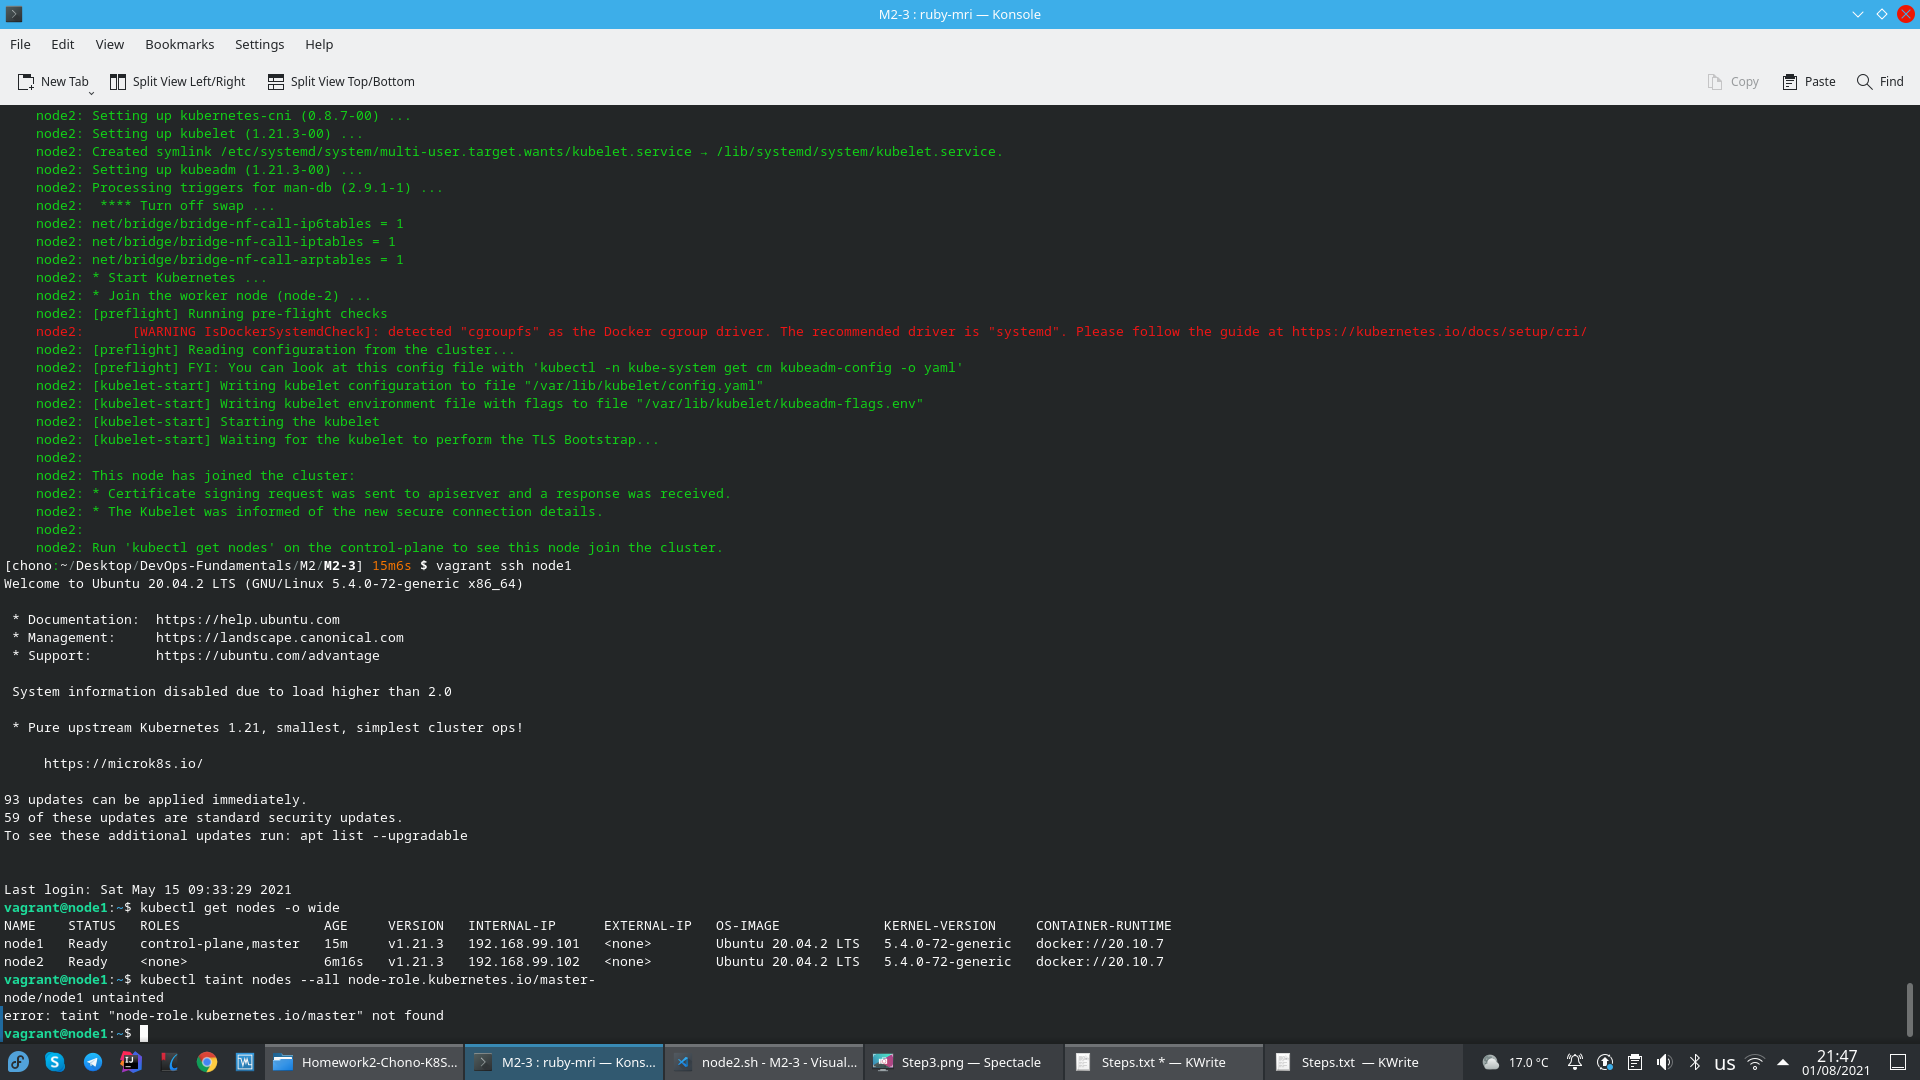 M2-3 : ruby-mri — Konsole
File Edit View Bookmarks Settings Help
New Tab Split View Left/Right Split View Top/Bottom Copy Paste Find
node2: Setting up kubernetes-cni (0.8.7-00) ...
node2: Setting up kubelet (1.21.3-00) ...
node2: Created symlink /etc/systemd/system/multi-user.target.wants/kubelet.service → /lib/systemd/system/kubelet.service.
node2: Setting up kubeadm (1.21.3-00) ...
node2: Processing triggers for man-db (2.9.1-1) ...
node2:  **** Turn off swap ...
node2: net/bridge/bridge-nf-call-ip6tables = 1
node2: net/bridge/bridge-nf-call-iptables = 1
node2: net/bridge/bridge-nf-call-arptables = 1
node2: * Start Kubernetes ...
node2: * Join the worker node (node-2) ...
node2: [preflight] Running pre-flight checks
node2:      [WARNING IsDockerSystemdCheck]: detected "cgroupfs" as the Docker cgroup driver. The recommended driver is "systemd". Please follow the guide at https://kubernetes.io/docs/setup/cri/
node2: [preflight] Reading configuration from the cluster...
node2: [preflight] FYI: You can look at this config file with 'kubectl -n kube-system get cm kubeadm-config -o yaml'
node2: [kubelet-start] Writing kubelet configuration to file "/var/lib/kubelet/config.yaml"
node2: [kubelet-start] Writing kubelet environment file with flags to file "/var/lib/kubelet/kubeadm-flags.env"
node2: [kubelet-start] Starting the kubelet
node2: [kubelet-start] Waiting for the kubelet to perform the TLS Bootstrap...
node2:
node2: This node has joined the cluster:
node2: * Certificate signing request was sent to apiserver and a response was received.
node2: * The Kubelet was informed of the new secure connection details.
node2:
node2: Run 'kubectl get nodes' on the control-plane to see this node join the cluster.
[chono:~/Desktop/DevOps-Fundamentals/M2/M2-3] 15m6s $ vagrant ssh node1
Welcome to Ubuntu 20.04.2 LTS (GNU/Linux 5.4.0-72-generic x86_64)
* Documentation:  https://help.ubuntu.com
* Management:     https://landscape.canonical.com
* Support:        https://ubuntu.com/advantage
System information disabled due to load higher than 2.0
* Pure upstream Kubernetes 1.21, smallest, simplest cluster ops!
https://microk8s.io/
93 updates can be applied immediately.
59 of these updates are standard security updates.
To see these additional updates run: apt list --upgradable
Last login: Sat May 15 09:33:29 2021
vagrant@node1:~$ kubectl get nodes -o wide
NAME    STATUS   ROLES                  AGE     VERSION   INTERNAL-IP      EXTERNAL-IP   OS-IMAGE             KERNEL-VERSION     CONTAINER-RUNTIME
node1   Ready    control-plane,master   15m     v1.21.3   192.168.99.101   <none>        Ubuntu 20.04.2 LTS   5.4.0-72-generic   docker://20.10.7
node2   Ready    <none>                 6m16s   v1.21.3   192.168.99.102   <none>        Ubuntu 20.04.2 LTS   5.4.0-72-generic   docker://20.10.7
vagrant@node1:~$ kubectl taint nodes --all node-role.kubernetes.io/master-
node/node1 untainted
error: taint "node-role.kubernetes.io/master" not found
vagrant@node1:~$
Homework2-Chono-K8S... M2-3 : ruby-mri — Kons... node2.sh - M2-3 - Visual... Step3.png — Spectacle Steps.txt * — KWrite Steps.txt — KWrite 17.0 °C us 21:47
01/08/2021